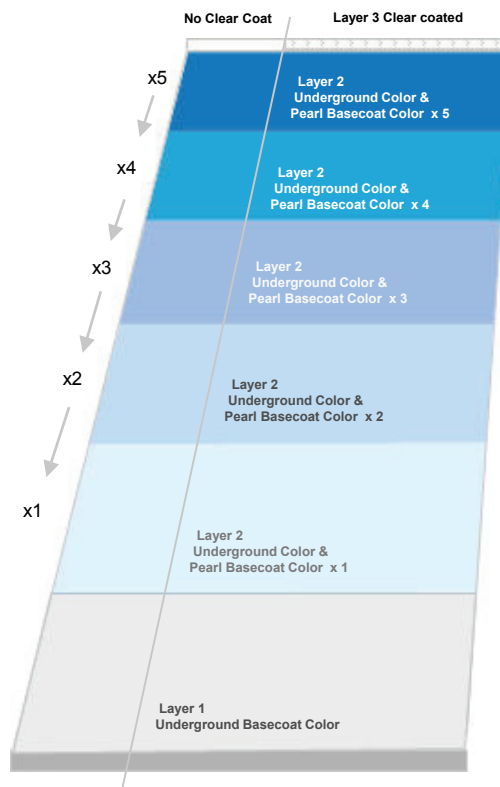 No Clear Coat
Layer 3 Clear coated
x5
Layer 2
Underground Color &
Pearl Basecoat Color x 5
x4
Layer 2
Underground Color &
Pearl Basecoat Color x 4
x3
Layer 2
Underground Color &
Pearl Basecoat Color x 3
x2
Layer 2
Underground Color &
Pearl Basecoat Color x 2
x1
Layer 2
Underground Color &
Pearl Basecoat Color x 1
Layer 1
Underground Basecoat Color